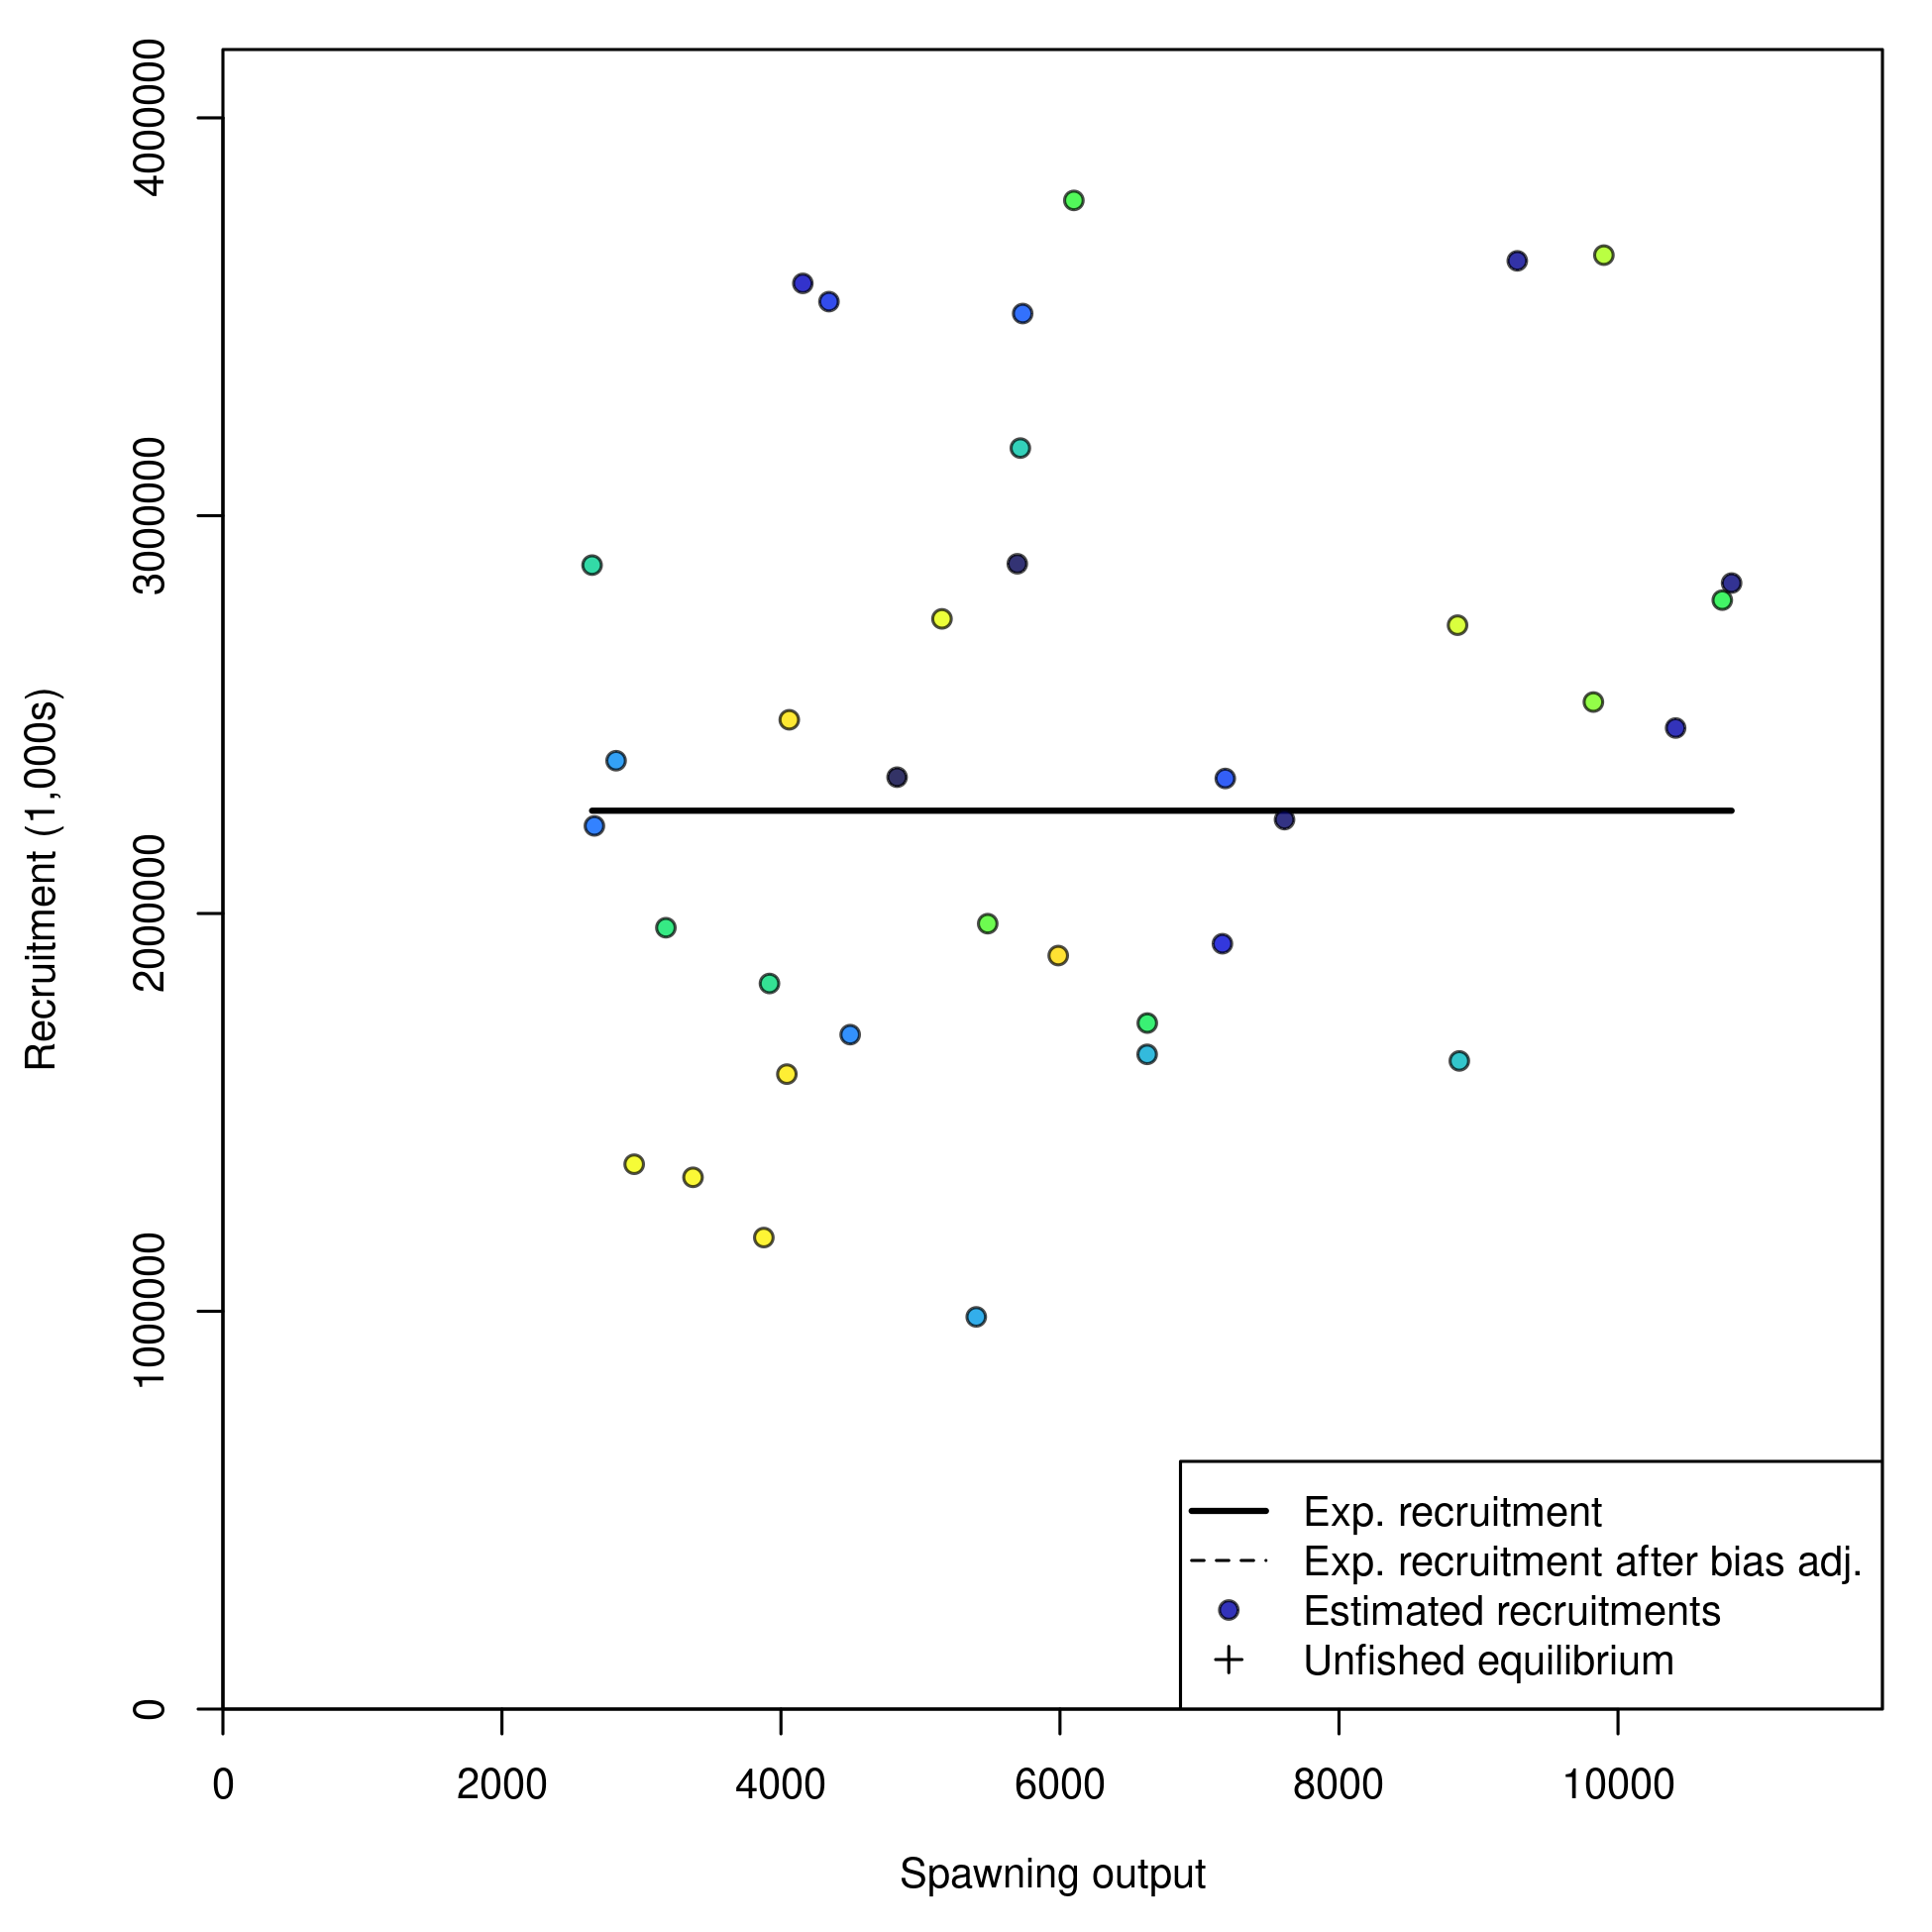 4000000
3000000
2000000
1000000
0
Recruitment (1,000s)
0 2000 4000 6000 8000 10000
Spawning output
Exp. recruitment
Exp. recruitment after bias adj.
Estimated recruitments
Unfished equilibrium